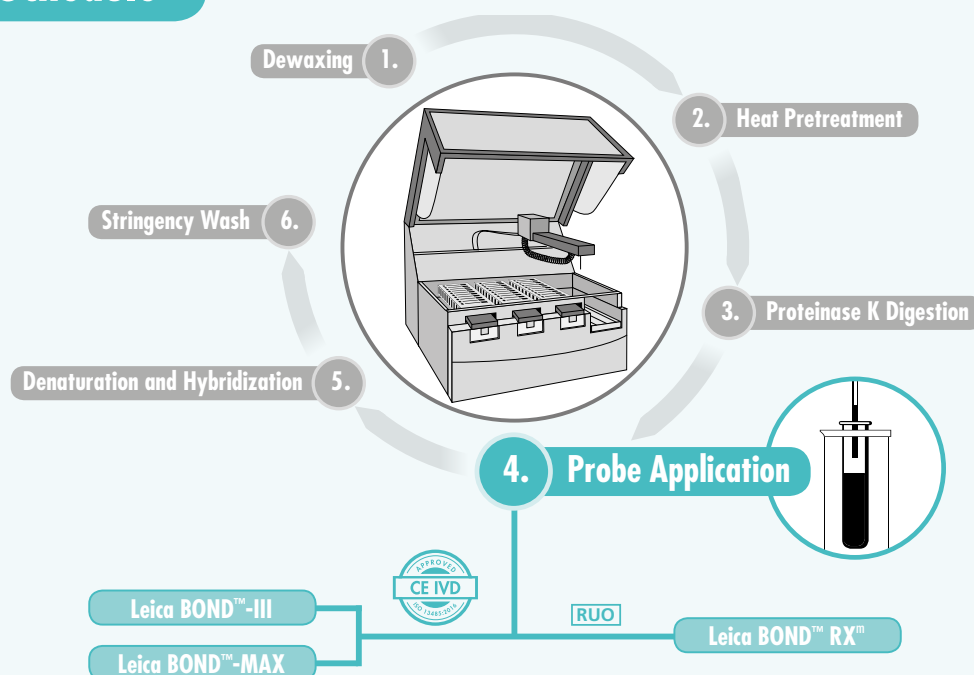 Dewaxing 1.
2. Heat Pretreatment
Stringency Wash 6.
3. Proteinase K Digestion
Denaturation and Hybridization 5.
4. Probe Application
APPROVED
CE IVD
ISO 13485:2016
RUO
Leica BOND™-III
Leica BOND™ RXᵐ
Leica BOND™-MAX